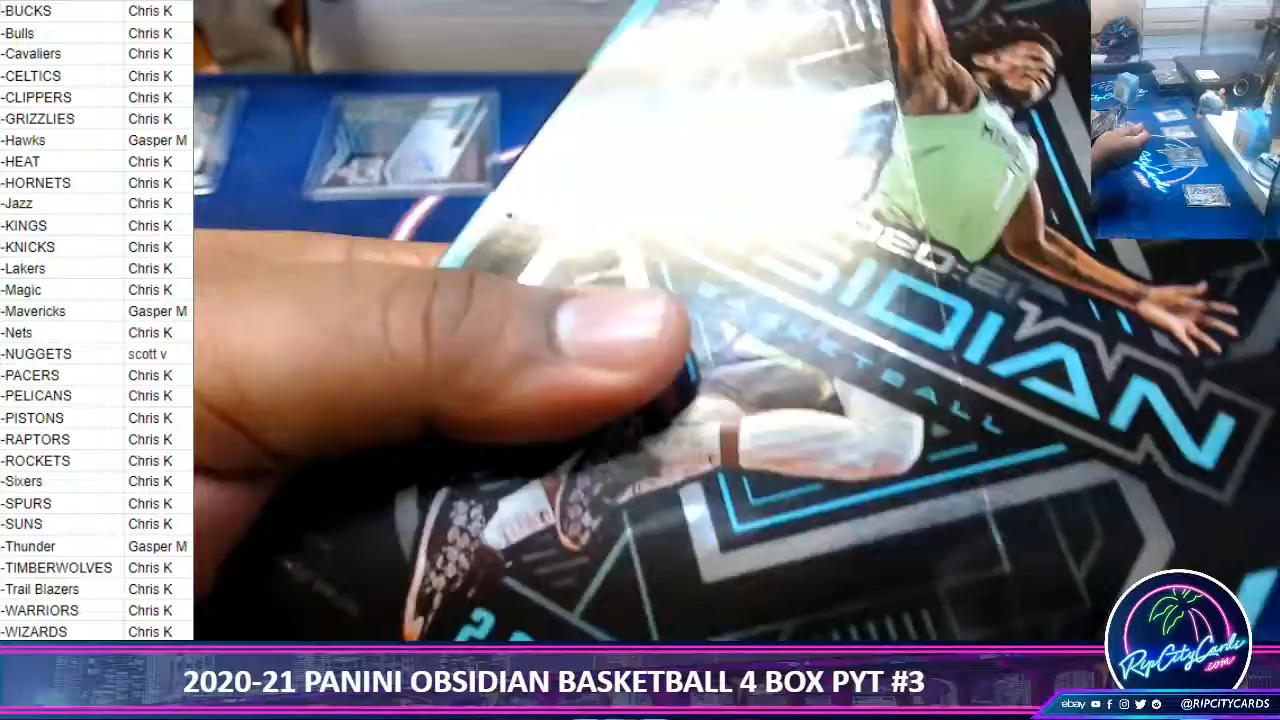 -BUCKS Chris K
-Bulls Chris K
-Cavaliers Chris K
-CELTICS Chris K
-CLIPPERS Chris K
-GRIZZLIES Chris K
-Hawks Gasper M
-HEAT Chris K
-HORNETS Chris K
-Jazz Chris K
-KINGS Chris K
-KNICKS Chris K
-Lakers Chris K
-Magic Chris K
-Mavericks Gasper M
-Nets Chris K
-NUGGETS scott v
-PACERS Chris K
-PELICANS Chris K
-PISTONS Chris K
-RAPTORS Chris K
-ROCKETS Chris K
-Sixers Chris K
-SPURS Chris K
-SUNS Chris K
-Thunder Gasper M
-TIMBERWOLVES Chris K
-Trail Blazers Chris K
-WARRIORS Chris K
-WIZARDS Chris K
SIDIAN
KETBALL
RipCityCards
.com
2020-21 PANINI OBSIDIAN BASKETBALL 4 BOX PYT #3
ebay @RIPCITYCARDS